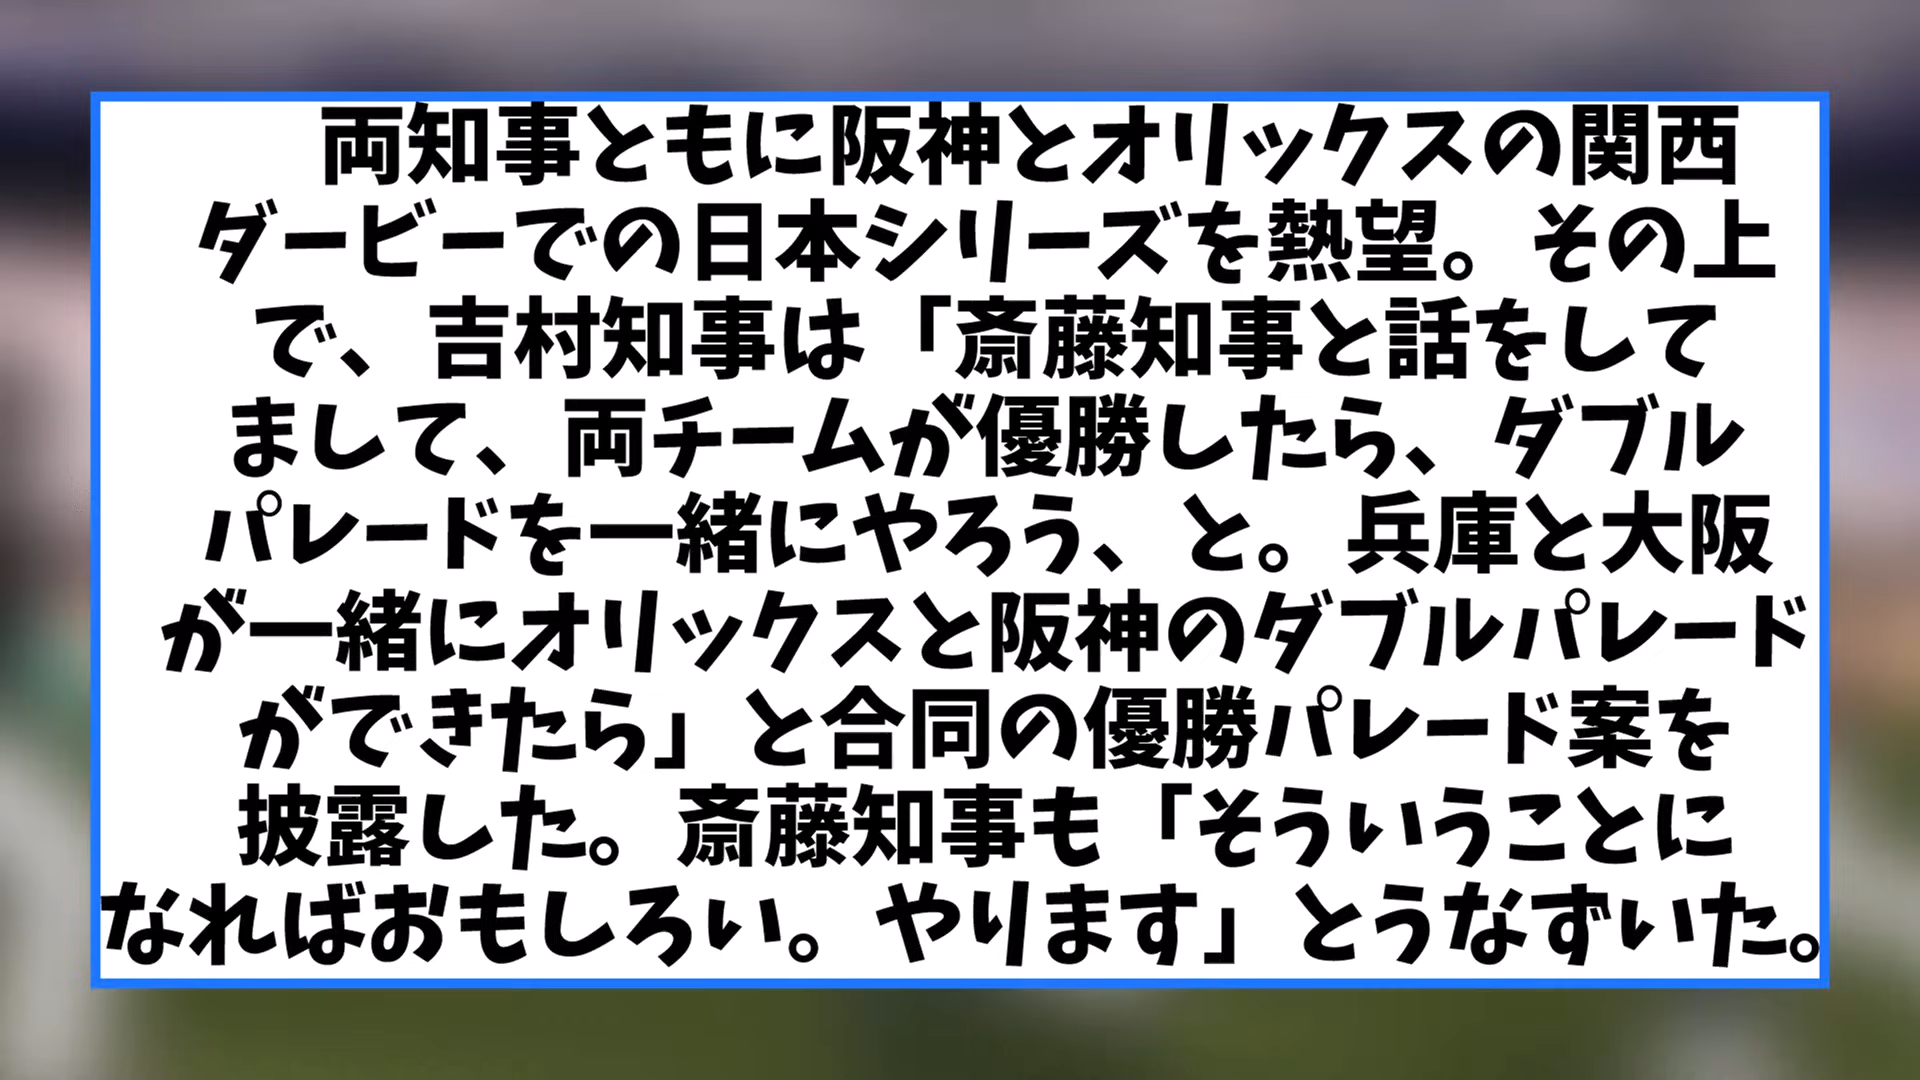 両知事ともに阪神とオリックスの関西
ダービーでの日本シリーズを熱望。その上
で、吉村知事は「斎藤知事と話をして
まして、両チームが優勝したら、ダブル
パレードを一緒にやろう、と。兵庫と大阪
が一緒にオリックスと阪神のダブルパレード
ができたら」と合同の優勝パレード案を
披露した。斎藤知事も「そういうことに
なればおもしろい。やります」とうなずいた。